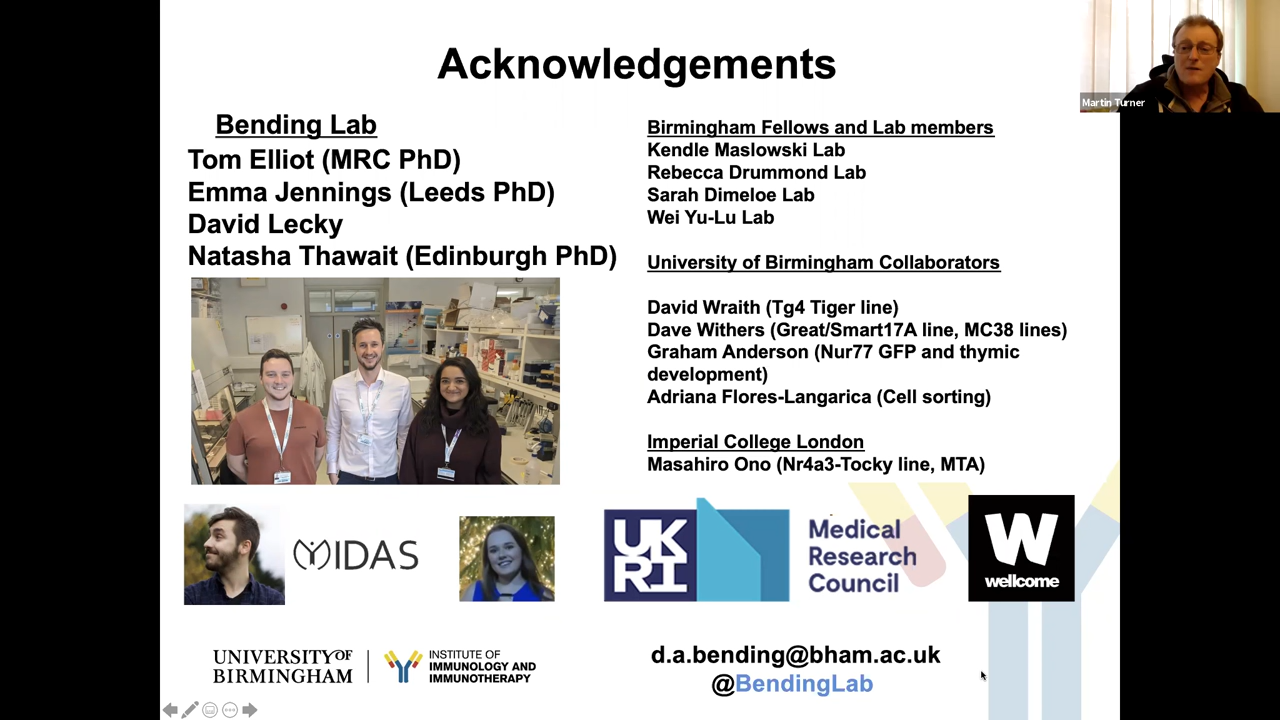 Acknowledgements
Martin Turner
Bending Lab
Tom Elliot (MRC PhD)
Emma Jennings (Leeds PhD)
David Lecky
Natasha Thawait (Edinburgh PhD)
Birmingham Fellows and Lab members
Kendle Maslowski Lab
Rebecca Drummond Lab
Sarah Dimeloe Lab
Wei Yu-Lu Lab
University of Birmingham Collaborators
David Wraith (Tg4 Tiger line)
Dave Withers (Great/Smart17A line, MC38 lines)
Graham Anderson (Nur77 GFP and thymic
development)
Adriana Flores-Langarica (Cell sorting)
Imperial College London
Masahiro Ono (Nr4a3-Tocky line, MTA)
MIDAS
UK
RI
Medical
Research
Council
W
wellcome
UNIVERSITY OF
BIRMINGHAM
INSTITUTE OF
IMMUNOLOGY AND
IMMUNOTHERAPY
d.a.bending@bham.ac.uk
@BendingLab